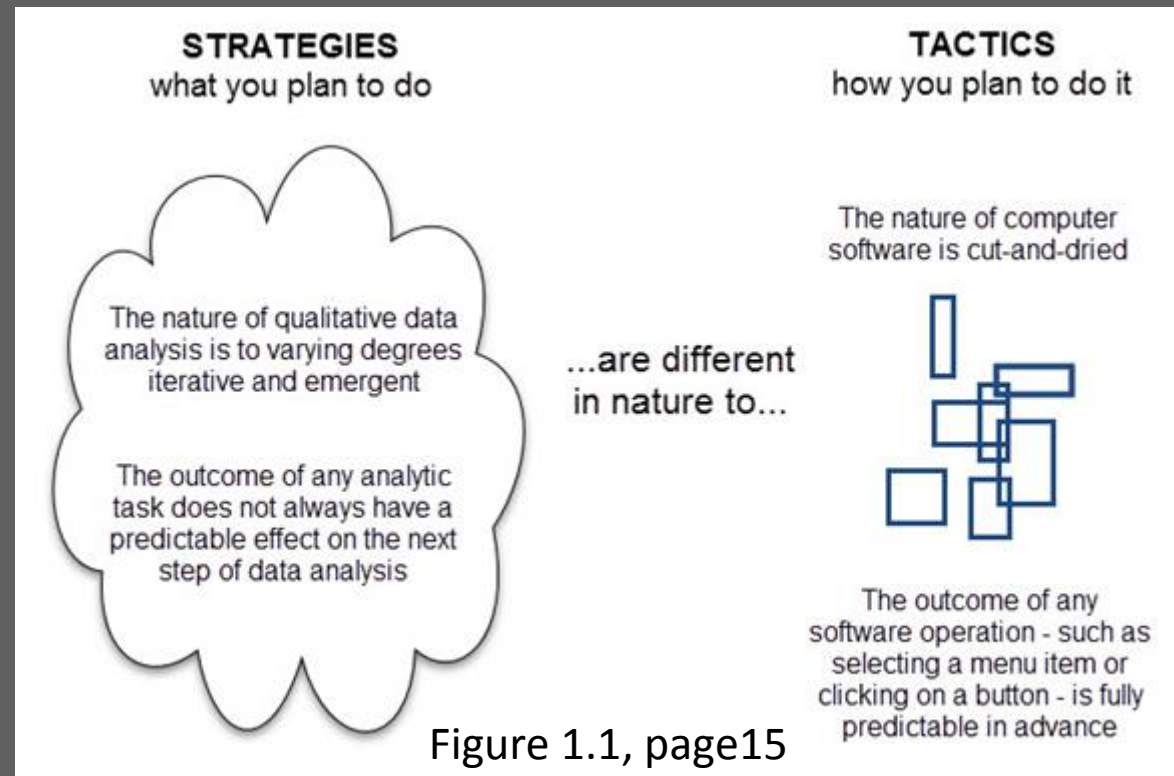 STRATEGIES
what you plan to do
The nature of qualitative data
analysis is to varying degrees
iterative and emergent
The outcome of any analytic
task does not always have a
predictable effect on the next
step of data analysis
...are different
in nature to...
TACTICS
how you plan to do it
The nature of computer
software is cut-and-dried
The outcome of any
software operation - such as
selecting a menu item or
clicking on a button - is fully
predictable in advance
Figure 1.1, page15